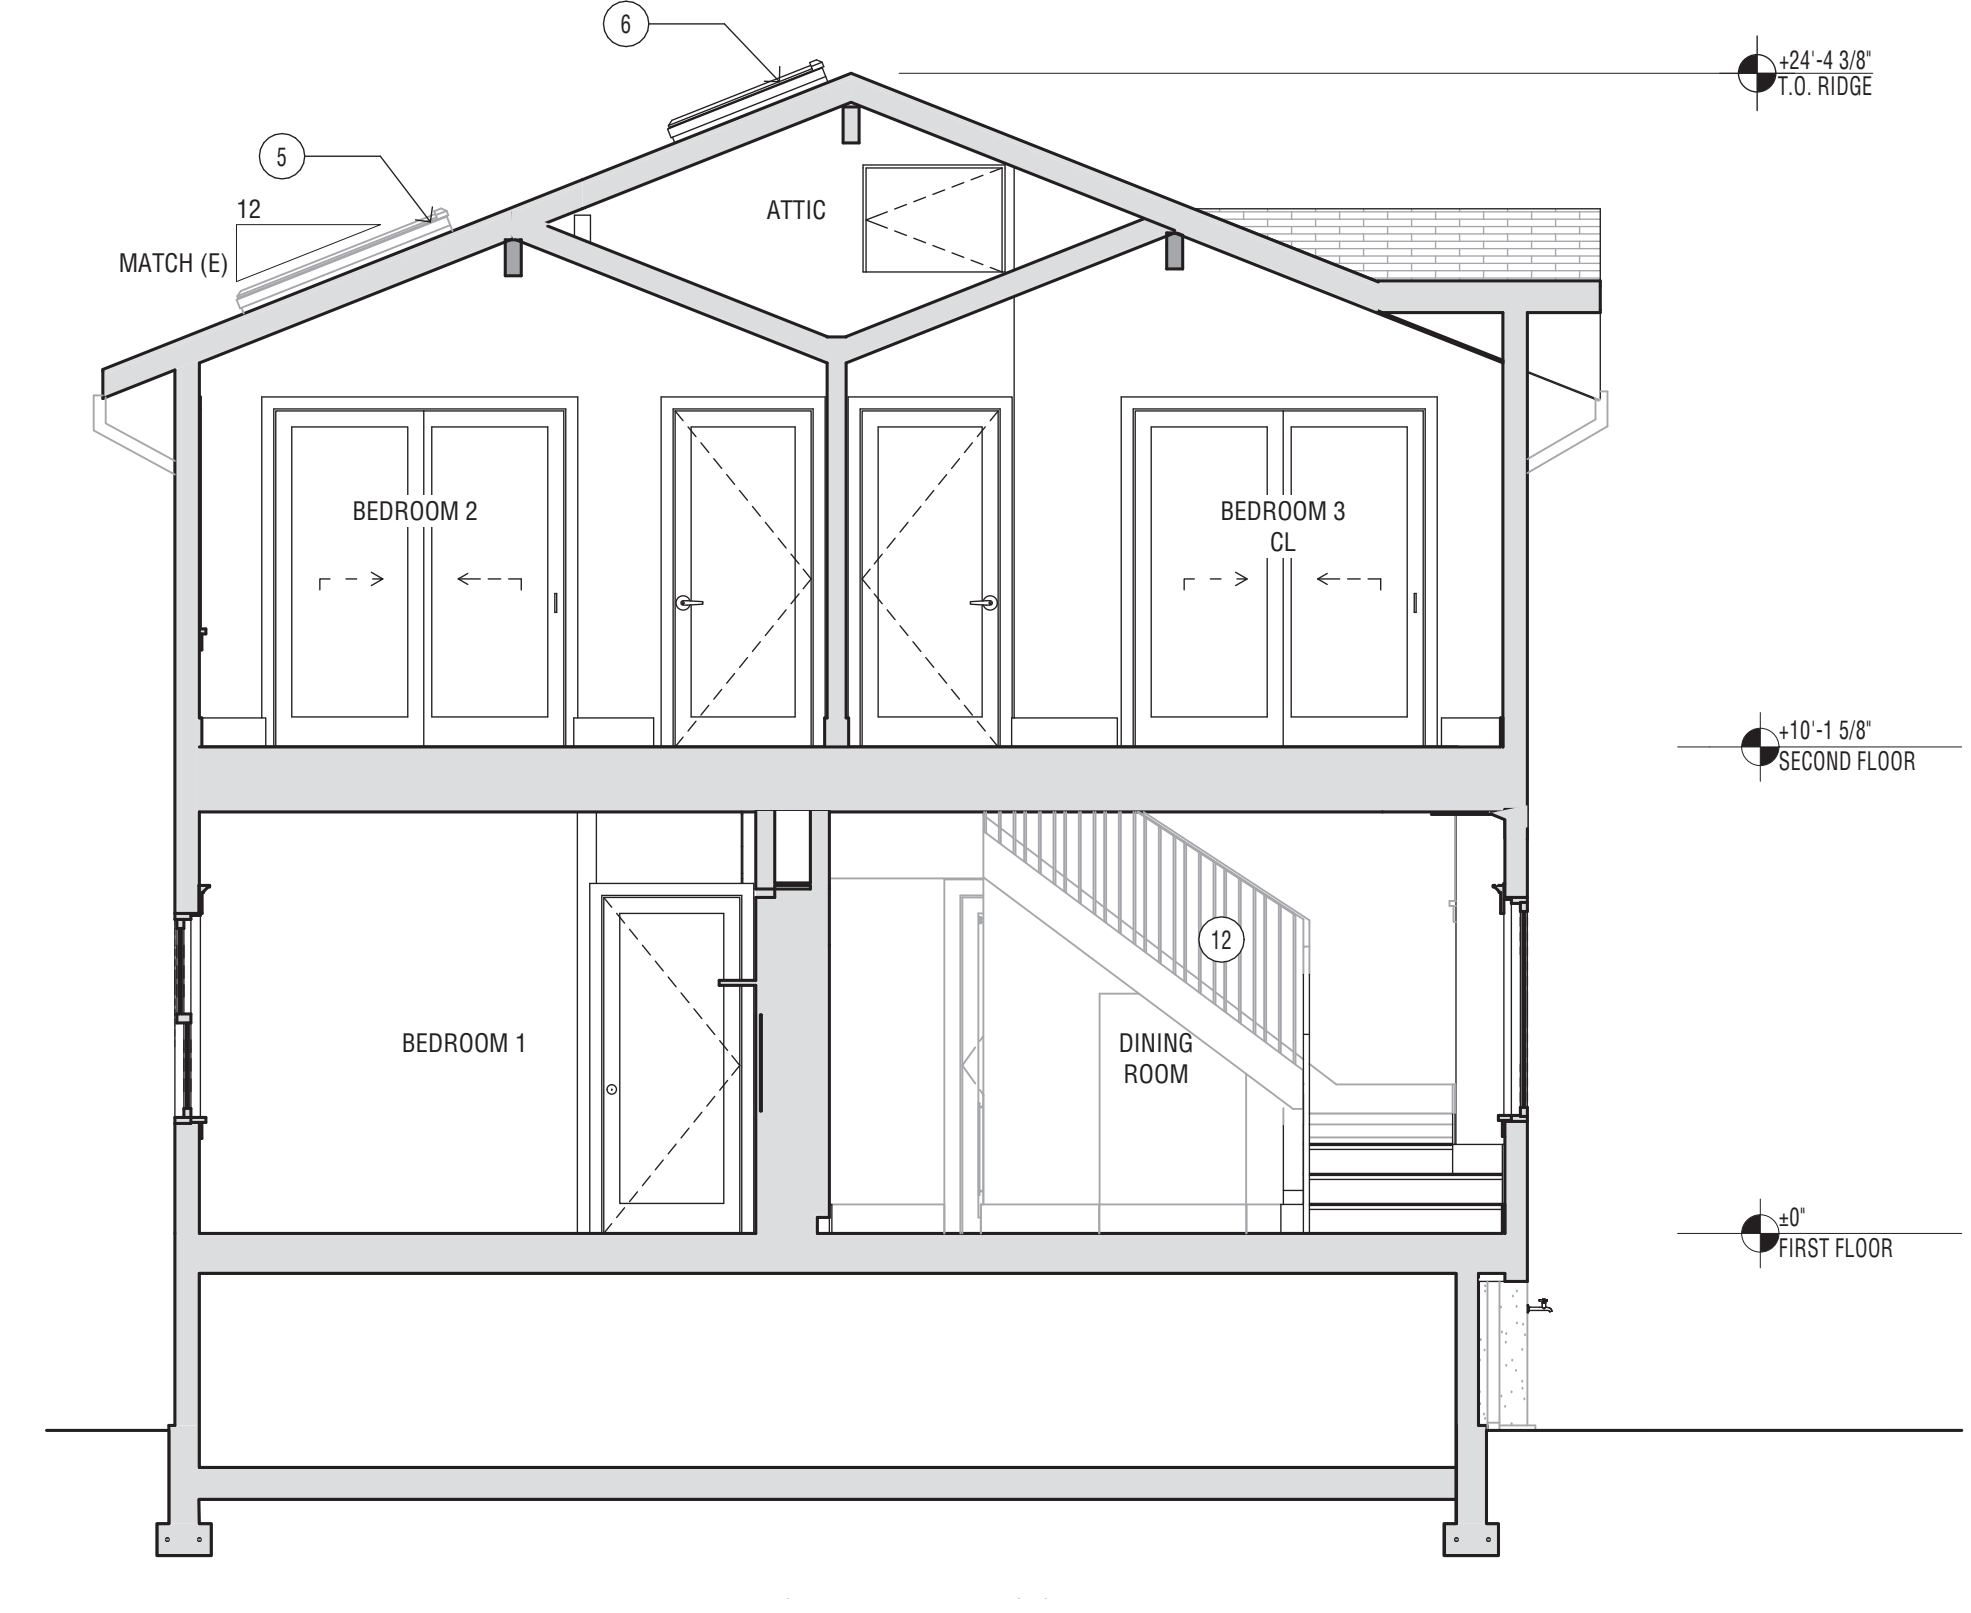 6
+24'-4 3/8"
T.O. RIDGE
5
12
MATCH (E)
ATTIC
BEDROOM 2
BEDROOM 3
CL
+10'-1 5/8"
SECOND FLOOR
12
BEDROOM 1
DINING
ROOM
±0"
FIRST FLOOR